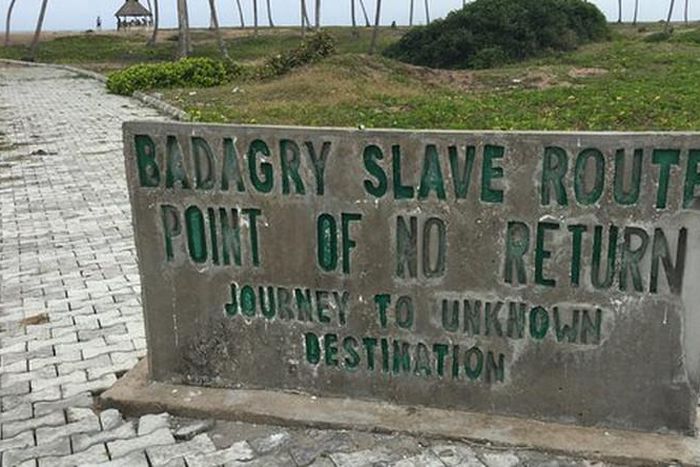 BADAGRY SLAVE ROUTE
POINT OF NO RETURN
JOURNEY TO UNKNOWN
DESTINATION